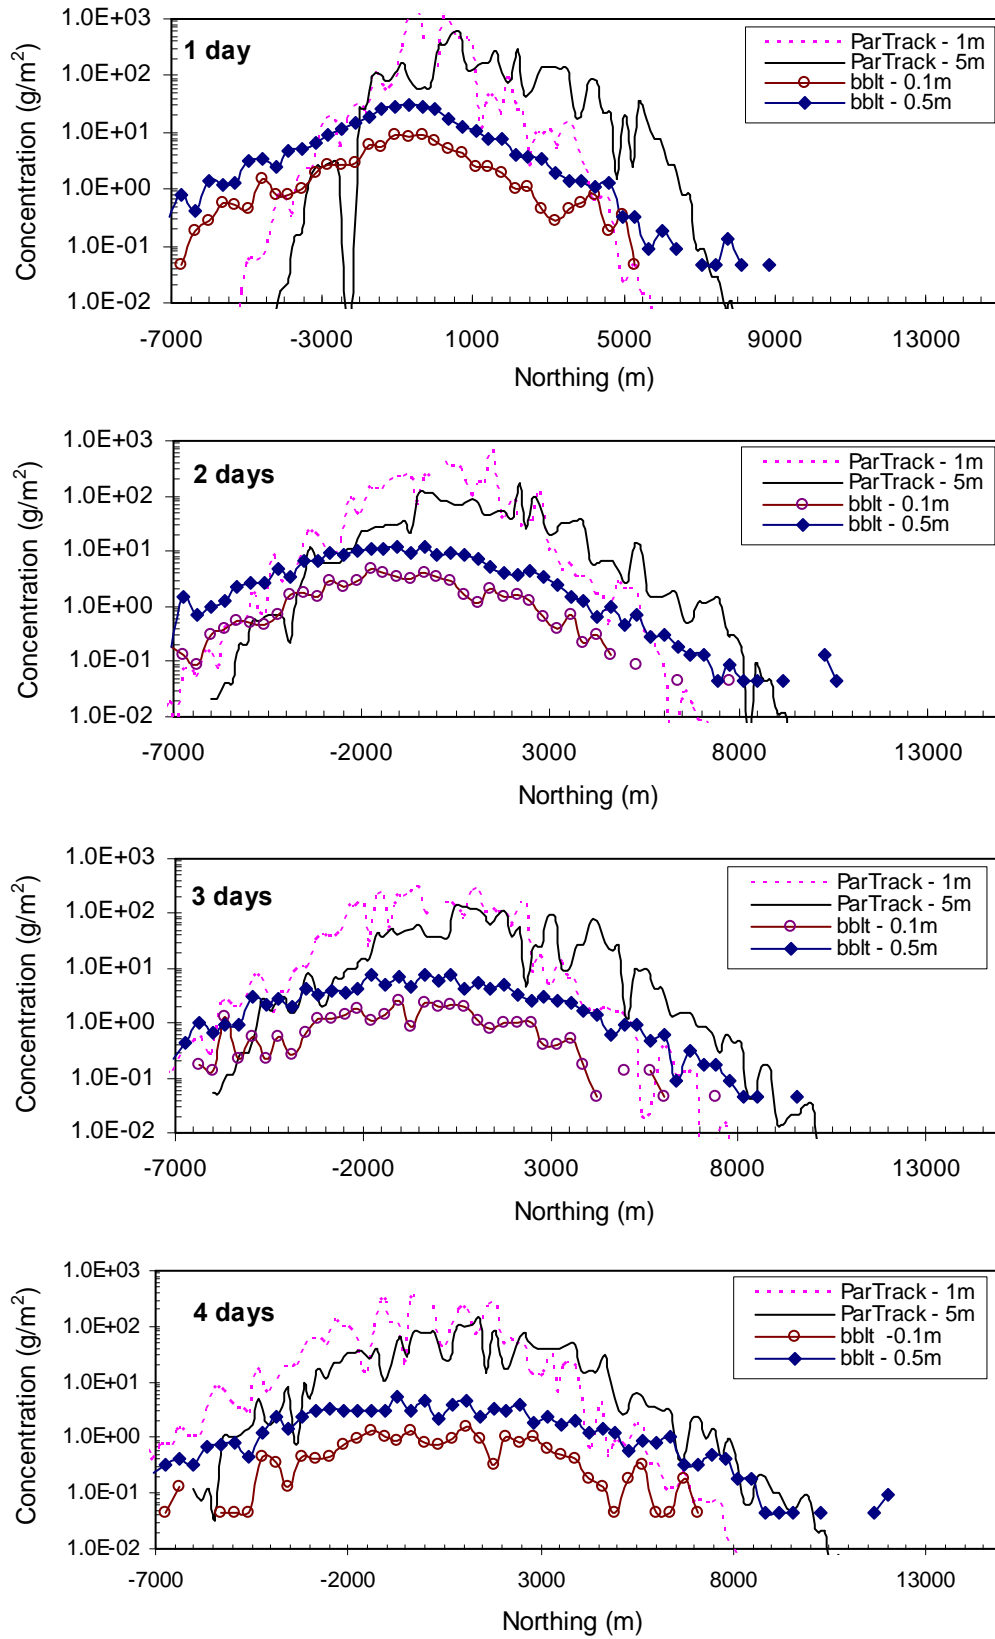 1 day
ParTrack - 1m
ParTrack - 5m
bblt - 0.1m
bblt - 0.5m
Concentration (g/m²)
1.0E+03
1.0E+02
1.0E+01
1.0E+00
1.0E-01
1.0E-02
-7000 -3000 1000 5000 9000 13000
Northing (m)
2 days
ParTrack - 1m
ParTrack - 5m
bblt - 0.1m
bblt - 0.5m
Concentration (g/m²)
1.0E+03
1.0E+02
1.0E+01
1.0E+00
1.0E-01
1.0E-02
-7000 -2000 3000 8000 13000
Northing (m)
3 days
ParTrack - 1m
ParTrack - 5m
bblt - 0.1m
bblt - 0.5m
Concentration (g/m²)
1.0E+03
1.0E+02
1.0E+01
1.0E+00
1.0E-01
1.0E-02
-7000 -2000 3000 8000 13000
Northing (m)
4 days
ParTrack - 1m
ParTrack - 5m
bblt -0.1m
bblt - 0.5m
Concentration (g/m²)
1.0E+03
1.0E+02
1.0E+01
1.0E+00
1.0E-01
1.0E-02
-7000 -2000 3000 8000 13000
Northing (m)